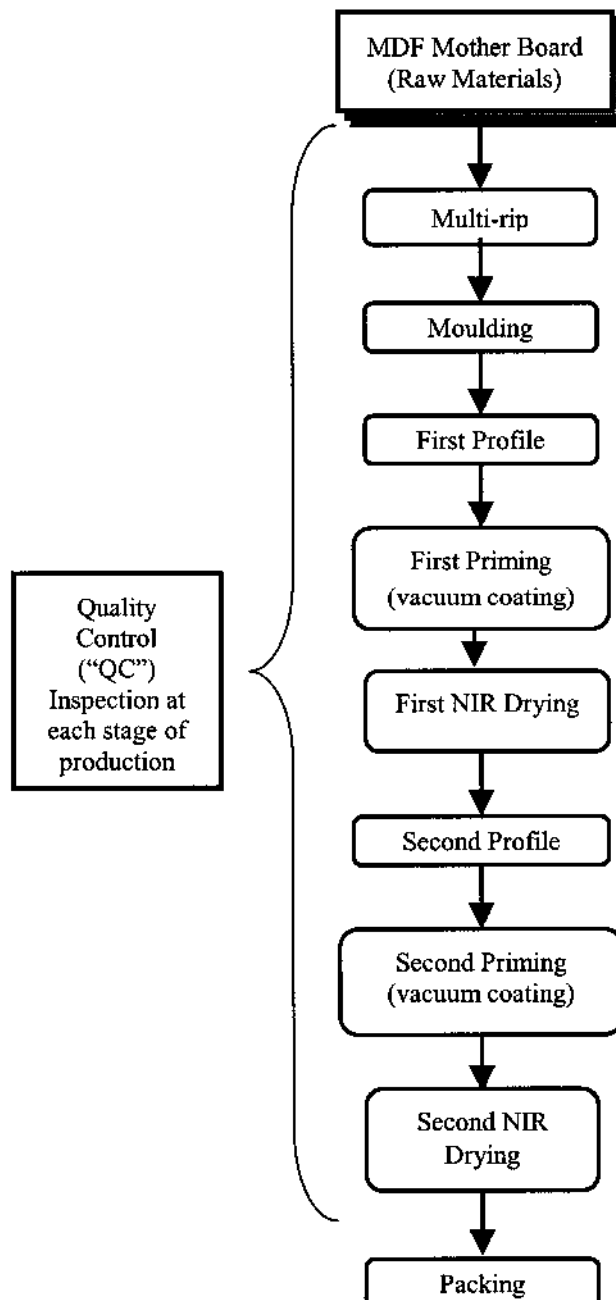 MDF Mother Board
(Raw Materials)
Multi-rip
Moulding
First Profile
First Priming
(vacuum coating)
First NIR Drying
Second Profile
Second Priming
(vacuum coating)
Second NIR
Drying
Packing
Quality
Control
(“QC”)
Inspection at
each stage of
production